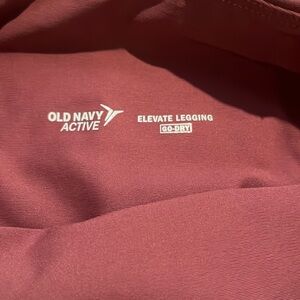 OLD NAVY
ACTIVE
ELEVATE LEGGING
GO-DRY